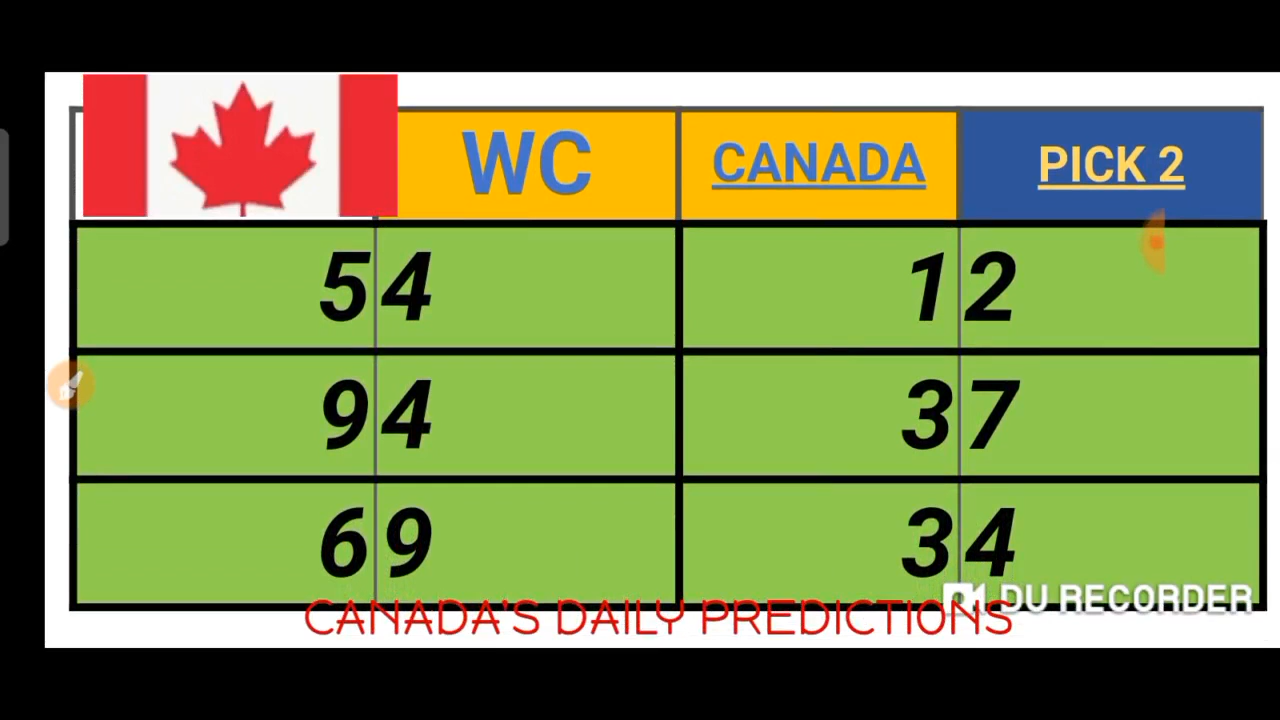 WC CANADA PICK 2
54 12
94 37
69 34
DU RECORDER
CANADA'S DAILY PREDICTIONS